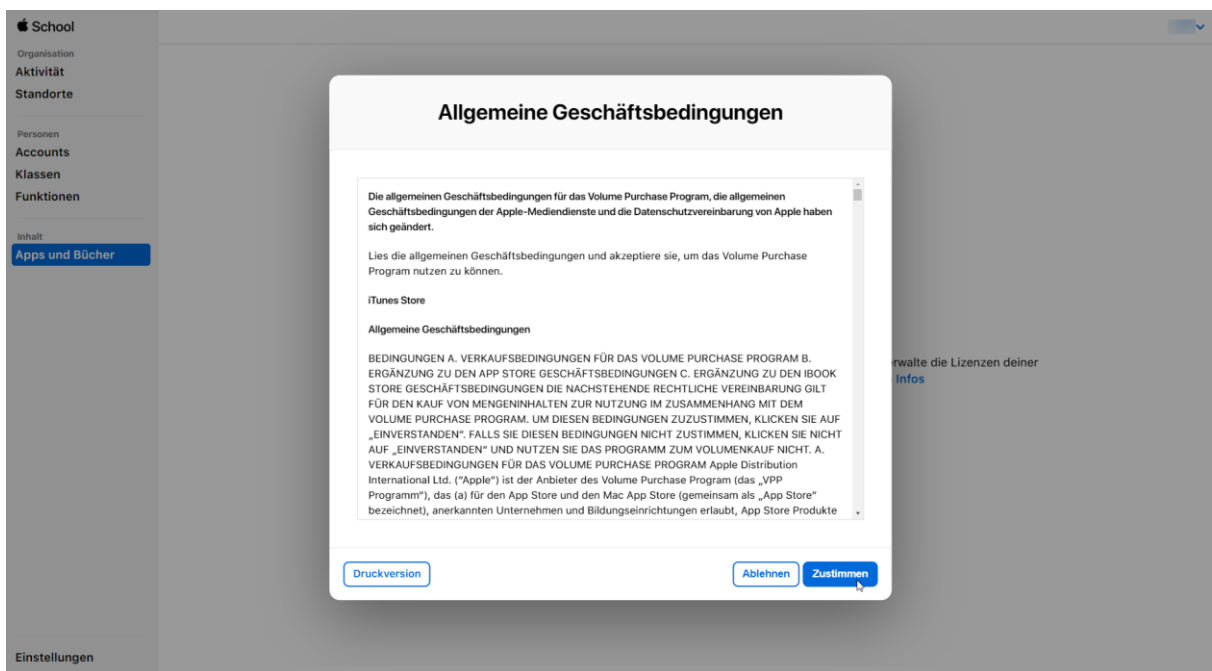 School
Organisation
Aktivität
Standorte
Personen
Accounts
Klassen
Funktionen
Inhalt
Apps und Bücher
Einstellungen
Allgemeine Geschäftsbedingungen
Die allgemeinen Geschäftsbedingungen für das Volume Purchase Program, die allgemeinen
Geschäftsbedingungen der Apple-Mediendienste und die Datenschutzvereinbarung von Apple haben
sich geändert.
Lies die allgemeinen Geschäftsbedingungen und akzeptiere sie, um das Volume Purchase
Program nutzen zu können.
iTunes Store
Allgemeine Geschäftsbedingungen
BEDINGUNGEN A. VERKAUFSBEDINGUNGEN FÜR DAS VOLUME PURCHASE PROGRAM B.
ERGÄNZUNG ZU DEN APP STORE GESCHÄFTSBEDINGUNGEN C. ERGÄNZUNG ZU DEN IBOOK
STORE GESCHÄFTSBEDINGUNGEN DIE NACHSTEHENDE RECHTLICHE VEREINBARUNG GILT
FÜR DEN KAUF VON MENGENINHALTEN ZUR NUTZUNG IM ZUSAMMENHANG MIT DEM
VOLUME PURCHASE PROGRAM. UM DIESEN BEDINGUNGEN ZUZUSTIMMEN, KLICKEN SIE AUF
„EINVERSTANDEN“. FALLS SIE DIESEN BEDINGUNGEN NICHT ZUSTIMMEN, KLICKEN SIE NICHT
AUF „EINVERSTANDEN“ UND NUTZEN SIE DAS PROGRAMM ZUM VOLUMENKAUF NICHT. A.
VERKAUFSBEDINGUNGEN FÜR DAS VOLUME PURCHASE PROGRAM Apple Distribution
International Ltd. (“Apple”) ist der Anbieter des Volume Purchase Program (das „VPP
Programm“), das (a) für den App Store und den Mac App Store (gemeinsam als „App Store“
bezeichnet), anerkannten Unternehmen und Bildungseinrichtungen erlaubt, App Store Produkte
rwalte die Lizenzen deiner
Infos
Druckversion
Ablehnen
Zustimmen